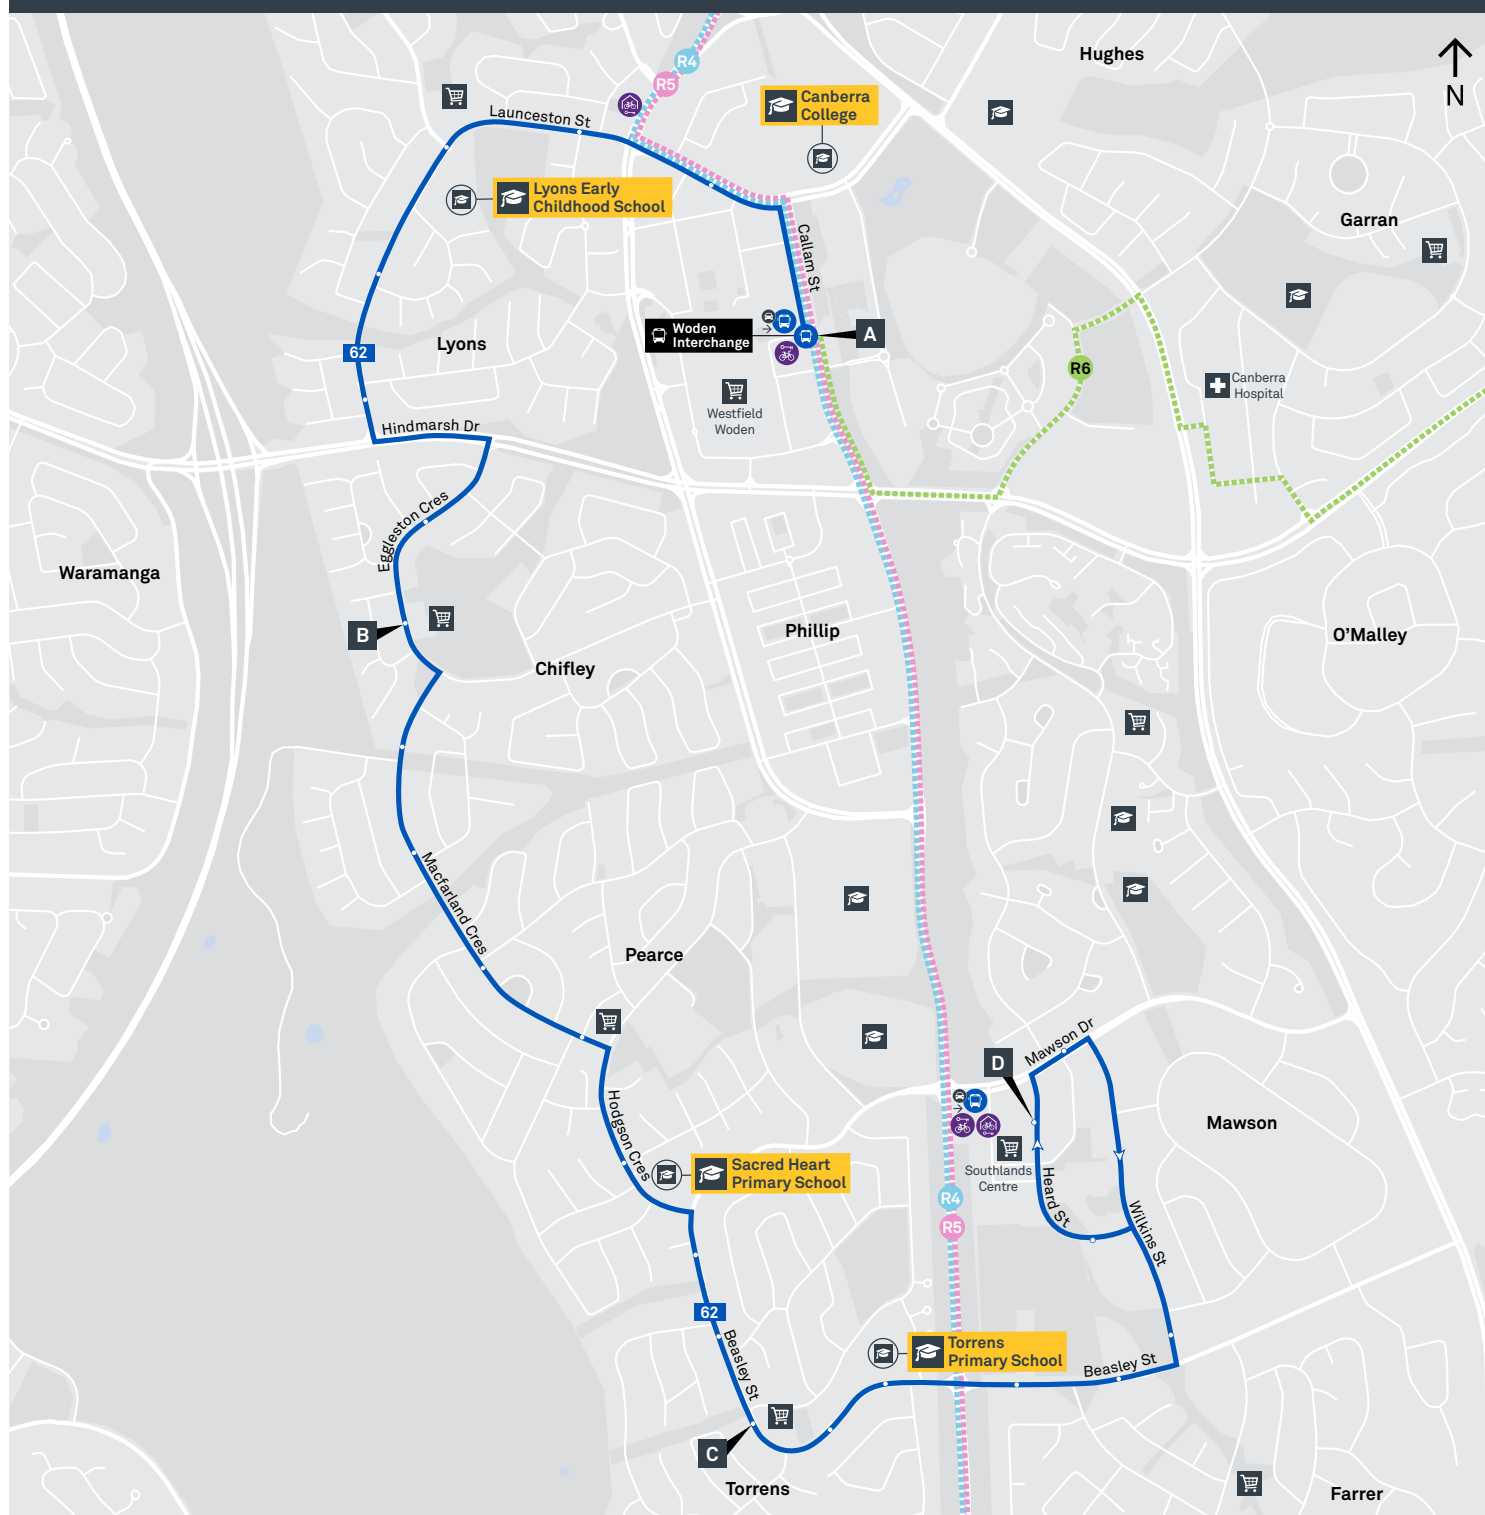 Hughes
N
R4
R5
Canberra
College
Launceston St
Lyons Early
Childhood School
Garran
Callam St
Woden
Interchange
A
Lyons
62
R6
Canberra
Hospital
Westfield
Woden
Hindmarsh Dr
Eggleston Cres
Waramanga
B
Phillip
O'Malley
Chifley
Macfarland Cres
Pearce
Mawson Dr
D
Hodgson Cres
Mawson
Sacred Heart
Primary School
Southlands
Centre
Heard St
R4
R5
Wilkins St
62
Beasley St
Torrens
Primary School
Beasley St
C
Torrens
Farrer